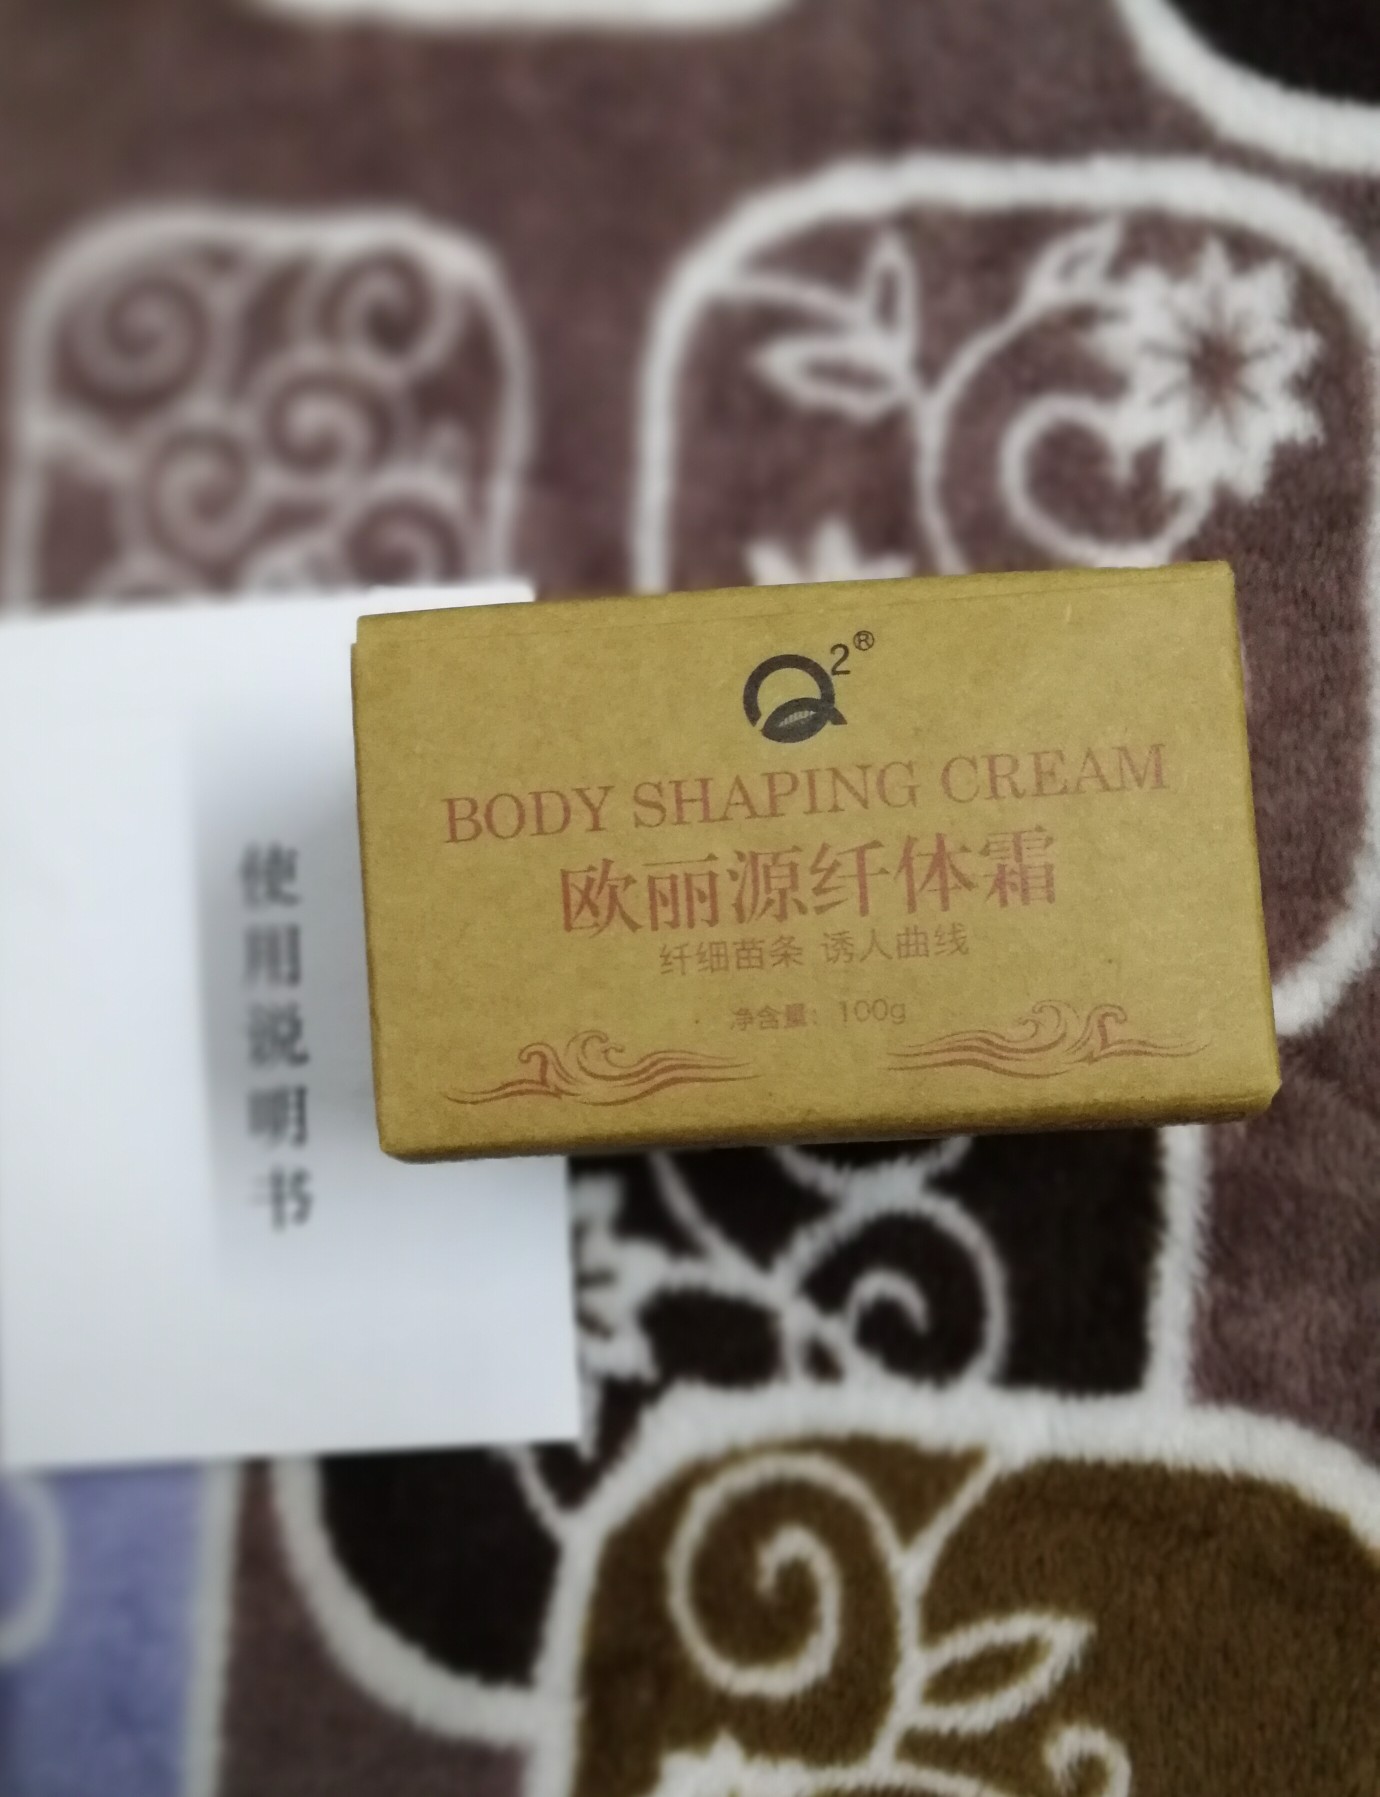 Q²®
BODY SHAPING CREAM
欧丽源纤体霜
纤细苗条 诱人曲线
净含量: 100g
使用说明书